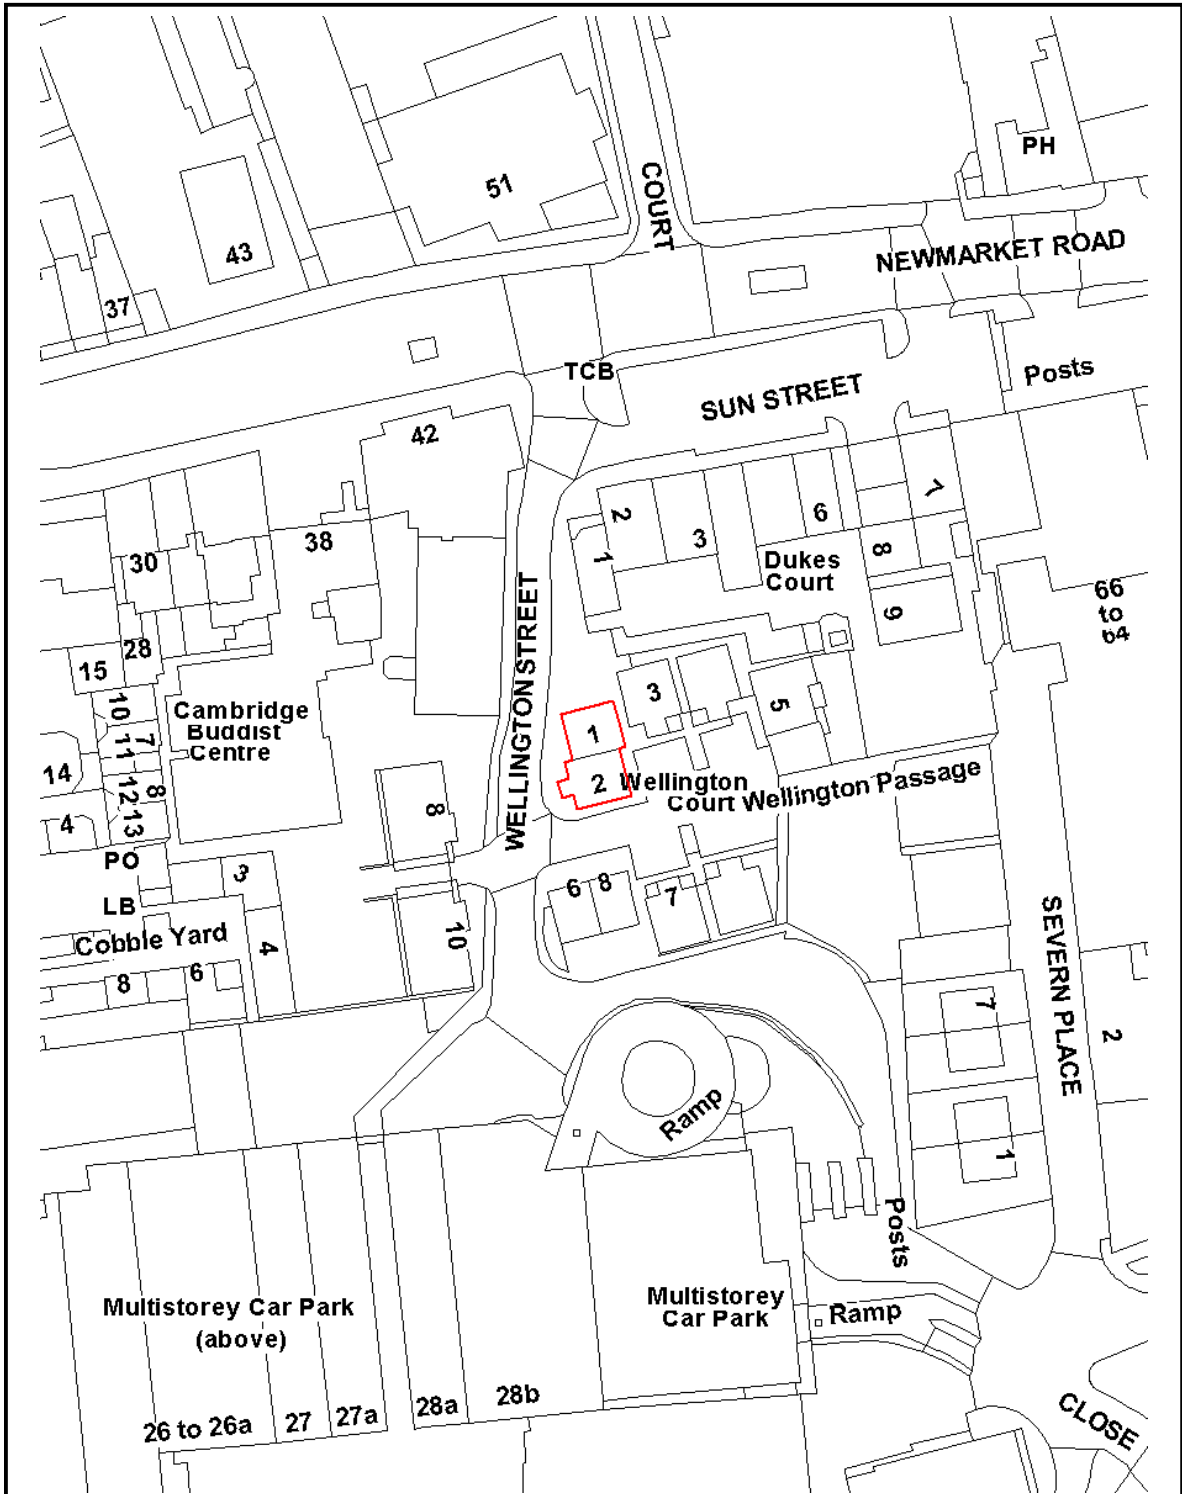 COURT
PH
51
NEWMARKET ROAD
43
37
TCB
Posts
SUN STREET
42
2
3
6
7
30
38
1
8
Dukes
Court
66
to
64
9
28
15
WELLINGTON STREET
3
5
10
Cambridge
Buddist
Centre
7
11
1
14
12
8
2
Wellington
Court
Wellington Passage
13
4
8
PO
3
6
8
7
LB
Cobble Yard
4
10
SEVERN PLACE
8
6
7
2
Ramp
1
Posts
Multistorey Car Park
(above)
Multistorey
Car Park
Ramp
26 to 26a
27
27a
28a
28b
CLOSE